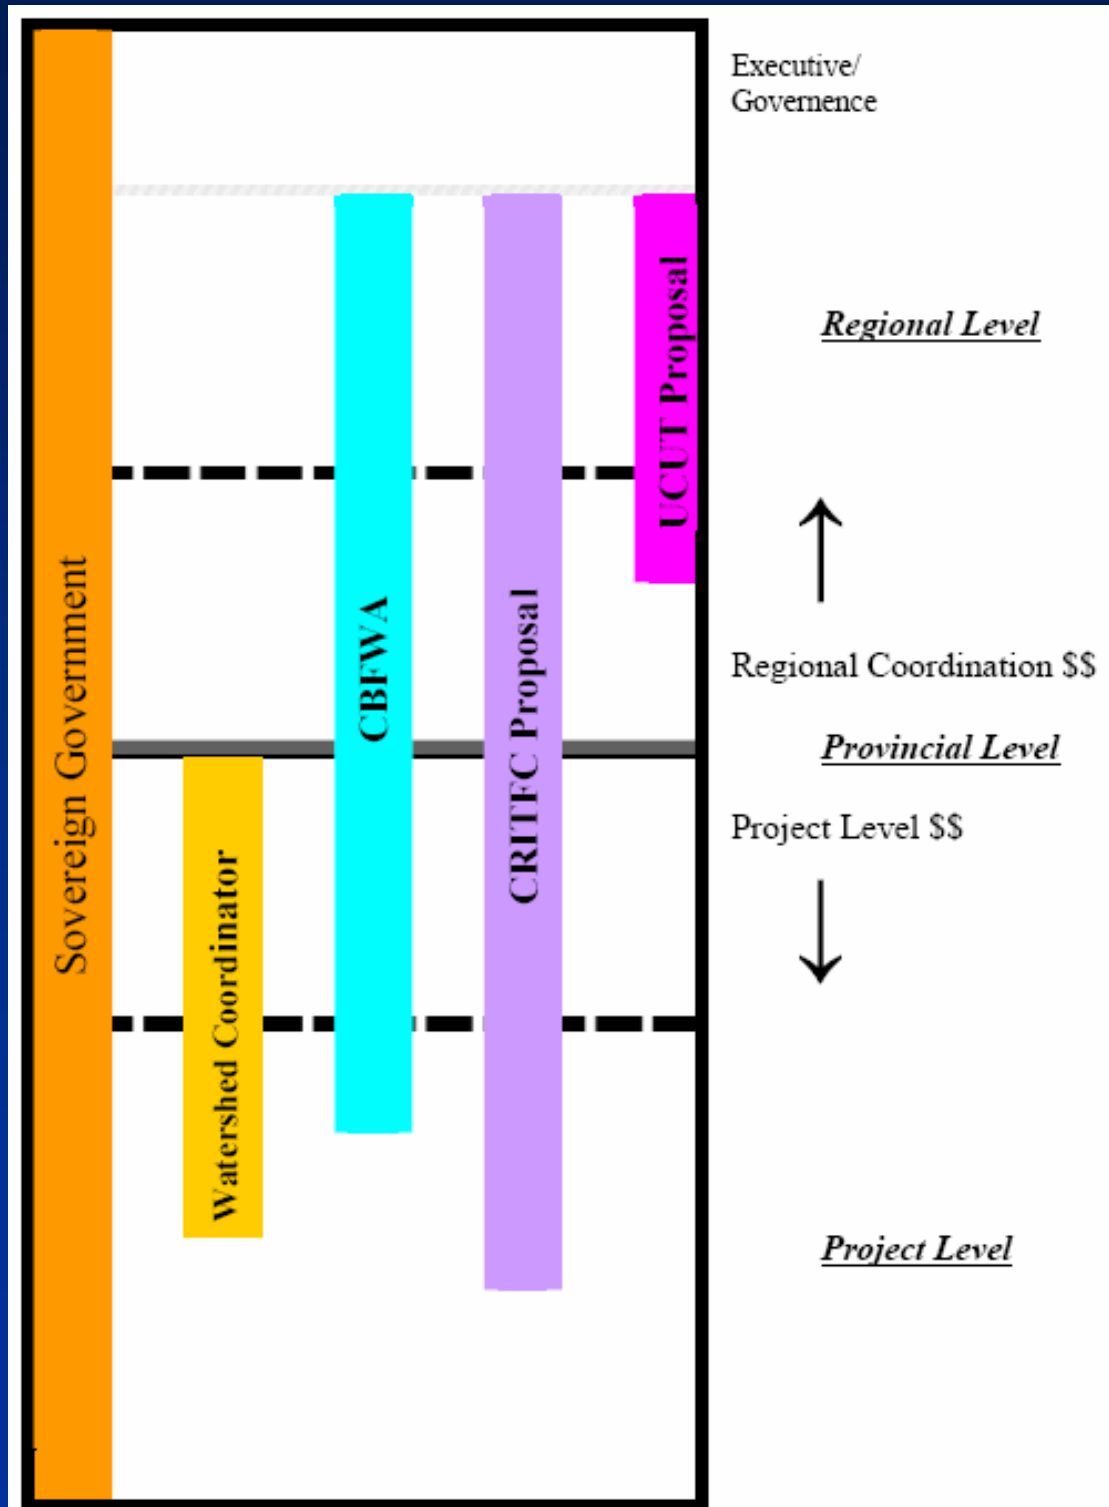 Executive/
Governence
Regional Level
Regional Coordination $$
Provincial Level
Project Level $$
Project Level
Sovereign Government
Watershed Coordinator
CBFWA
CRITFC Proposal
UCUT Proposal